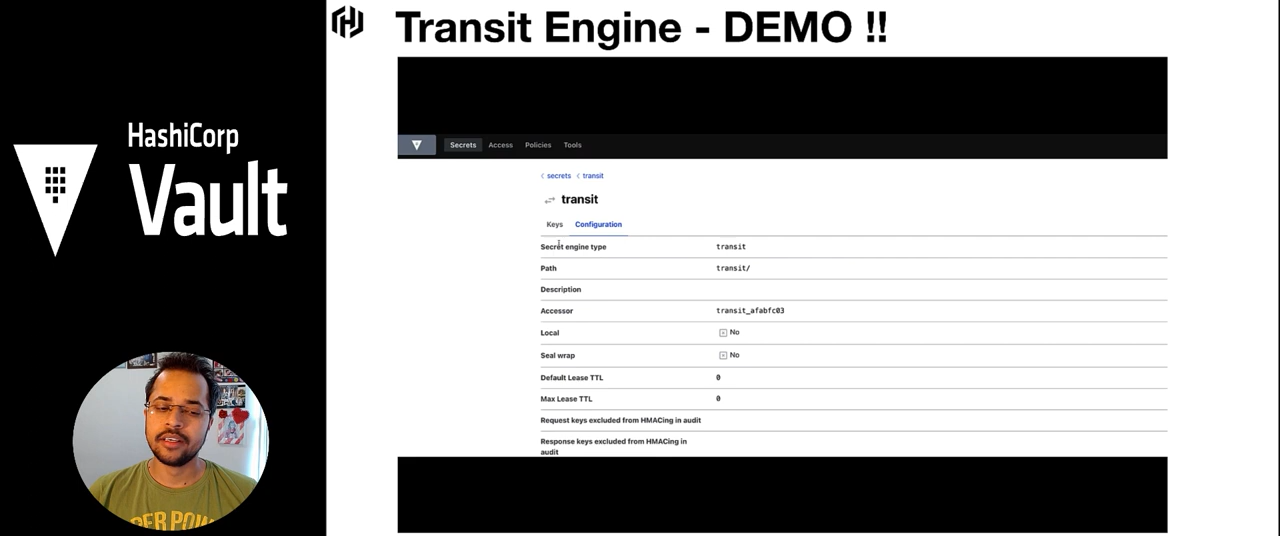 Transit Engine - DEMO !!
HashiCorp
Vault
Secrets Access Policies Tools
secrets transit
transit
Keys Configuration
Secret engine type transit
Path transit/
Description
Accessor transit_afabfc03
Local No
Seal wrap No
Default Lease TTL 0
Max Lease TTL 0
Request keys excluded from HMACing in audit
Response keys excluded from HMACing in
audit